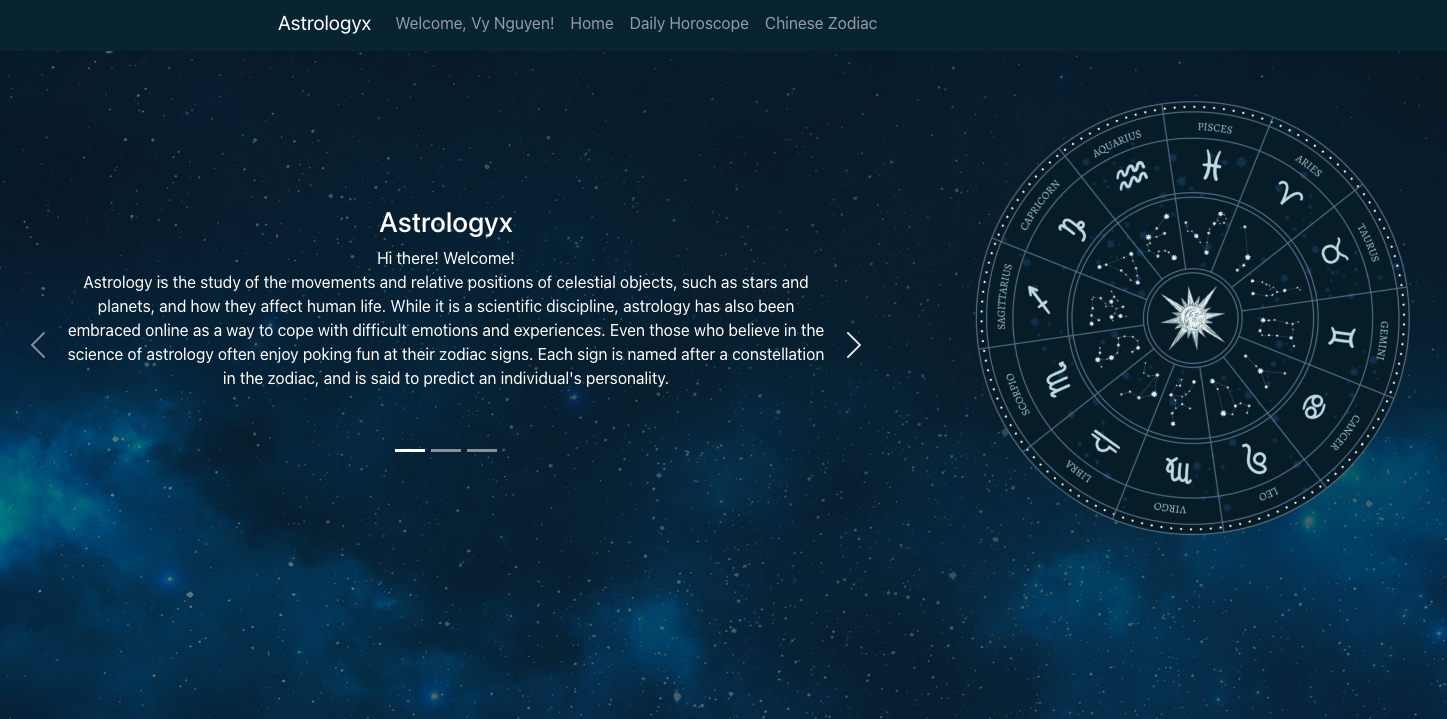 Astrologyx Welcome, Vy Nguyen! Home Daily Horoscope Chinese Zodiac
Astrologyx
Hi there! Welcome!
Astrology is the study of the movements and relative positions of celestial objects, such as stars and
planets, and how they affect human life. While it is a scientific discipline, astrology has also been
embraced online as a way to cope with difficult emotions and experiences. Even those who believe in the
science of astrology often enjoy poking fun at their zodiac signs. Each sign is named after a constellation
in the zodiac, and is said to predict an individual's personality.
PISCES
ARIES
TAURUS
GEMINI
CANCER
LEO
VIRGO
LIBRA
SCORPIO
SAGITTARIUS
CAPRICORN
AQUARIUS